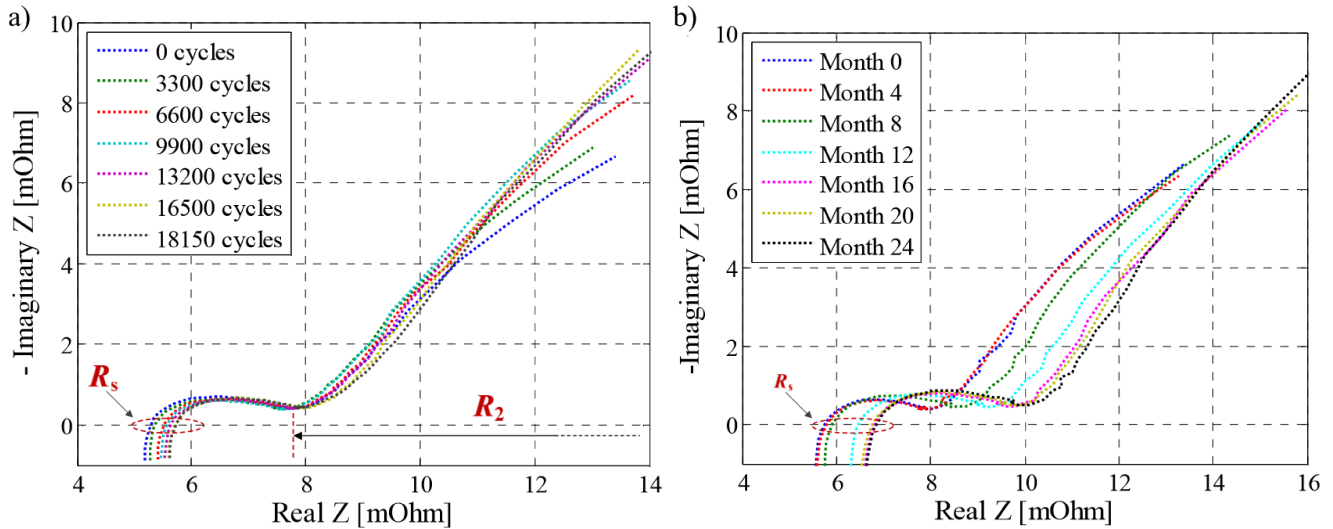 a)
10
8
6
4
2
0
- Imaginary Z [mOhm]
0 cycles
3300 cycles
6600 cycles
9900 cycles
13200 cycles
16500 cycles
18150 cycles
Rs
R2
4 6 8 10 12 14
Real Z [mOhm]
b)
10
8
6
4
2
0
-Imaginary Z [mOhm]
Month 0
Month 4
Month 8
Month 12
Month 16
Month 20
Month 24
Rs
4 6 8 10 12 14 16
Real Z [mOhm]